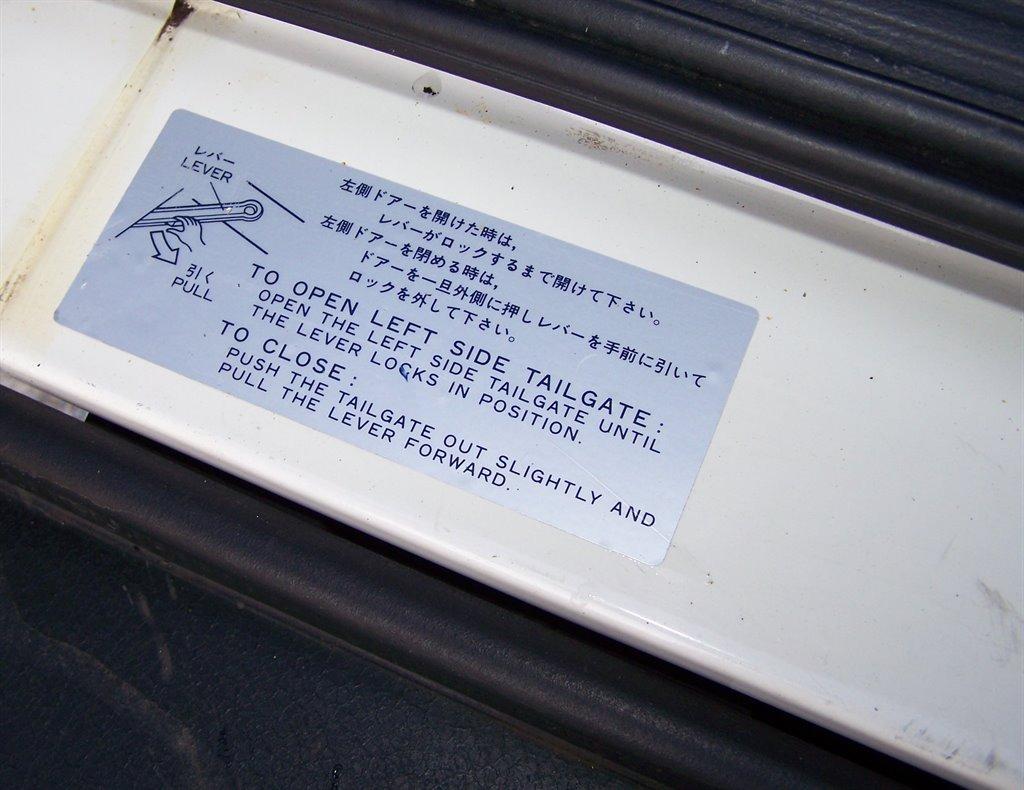 レバー
LEVER
引く
PULL
左側ドアーを開けた時は,
レバーがロックするまで開けて下さい。
左側ドアーを閉める時は,
ドアーを一旦外側に押しレバーを手前に引いて
ロックを外して下さい。
TO OPEN LEFT SIDE TAILGATE:
OPEN THE LEFT SIDE TAILGATE UNTIL
THE LEVER LOCKS IN POSITION.
TO CLOSE:
PUSH THE TAILGATE OUT SLIGHTLY AND
PULL THE LEVER FORWARD.